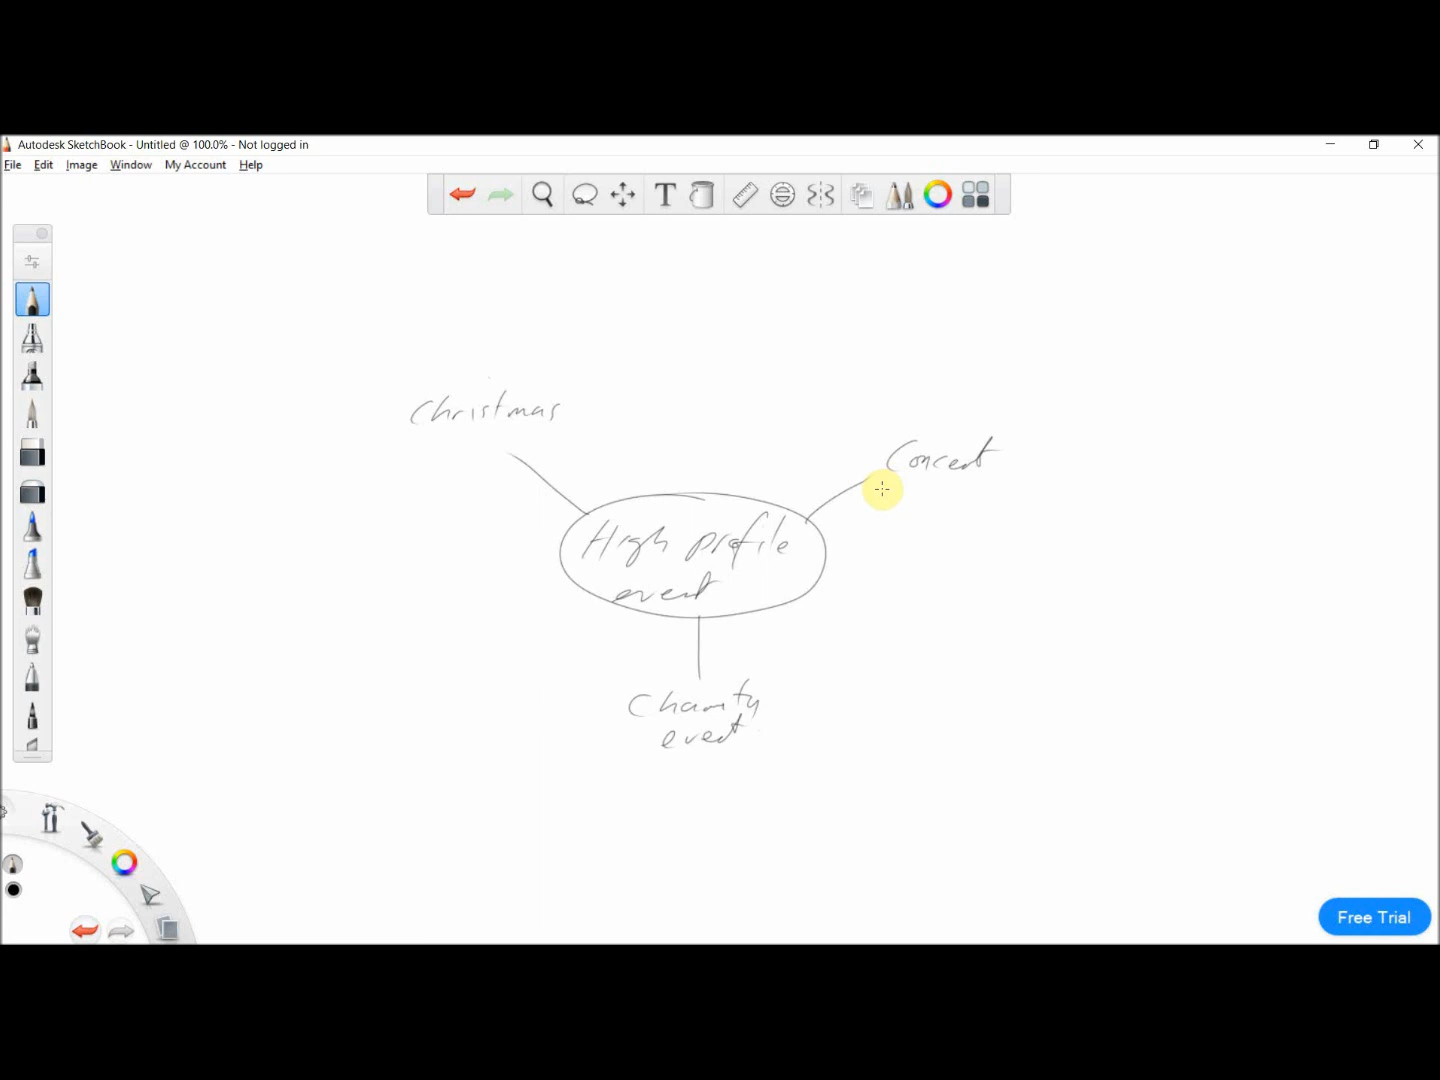 Autodesk SketchBook - Untitled @ 100.0% - Not logged in
File Edit Image Window My Account Help
T
Christmas
Concert
High profile
event
Charity
event
Free Trial